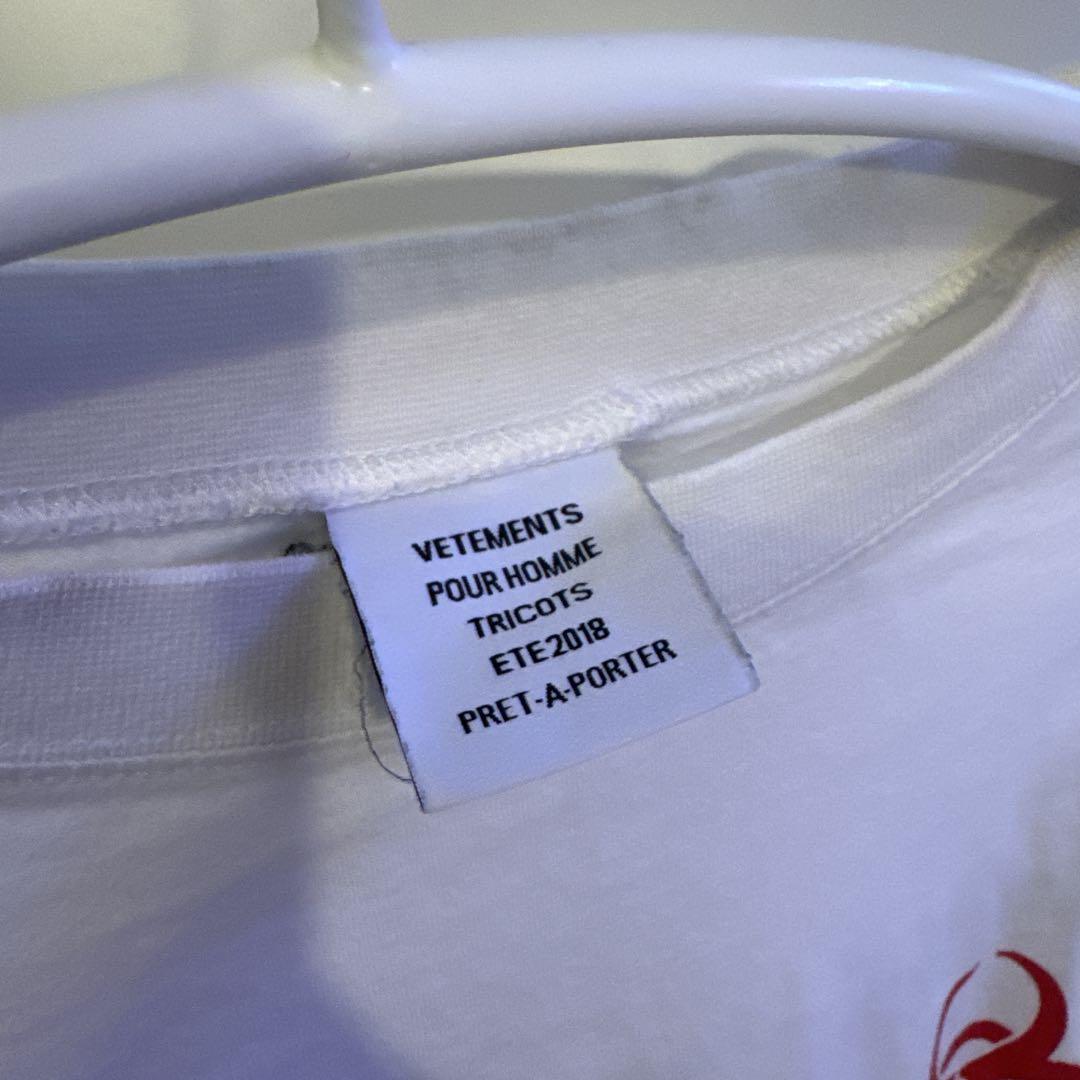 VETEMENTS
POUR HOMME
TRICOTS
ETE2018
PRET-A-PORTER